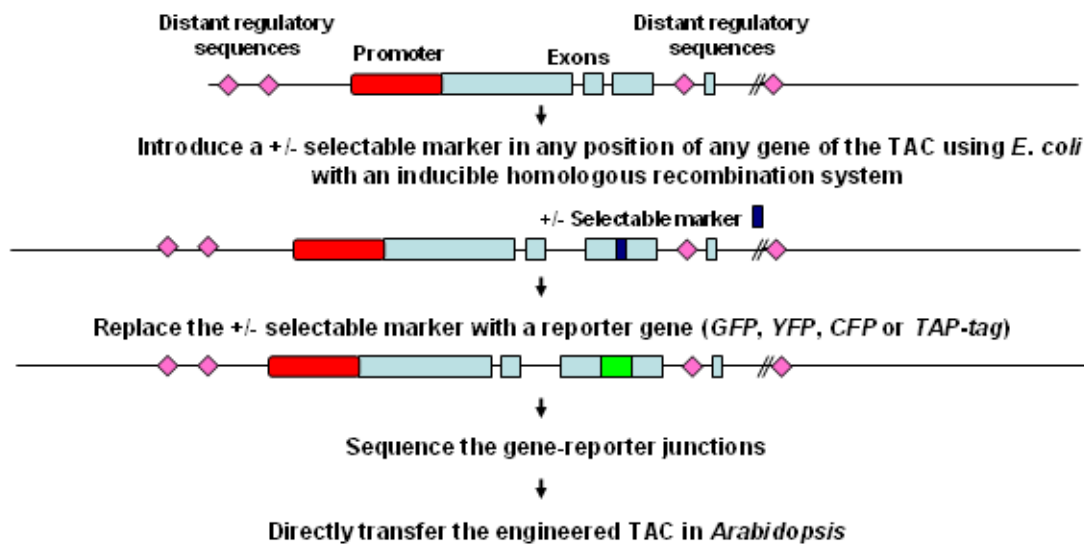 Distant regulatory
sequences
Promoter
Exons
Distant regulatory
sequences
Introduce a +/- selectable marker in any position of any gene of the TAC using E. coli
with an inducible homologous recombination system
+/- Selectable marker
Replace the +/- selectable marker with a reporter gene (GFP, YFP, CFP or TAP-tag)
Sequence the gene-reporter junctions
Directly transfer the engineered TAC in Arabidopsis